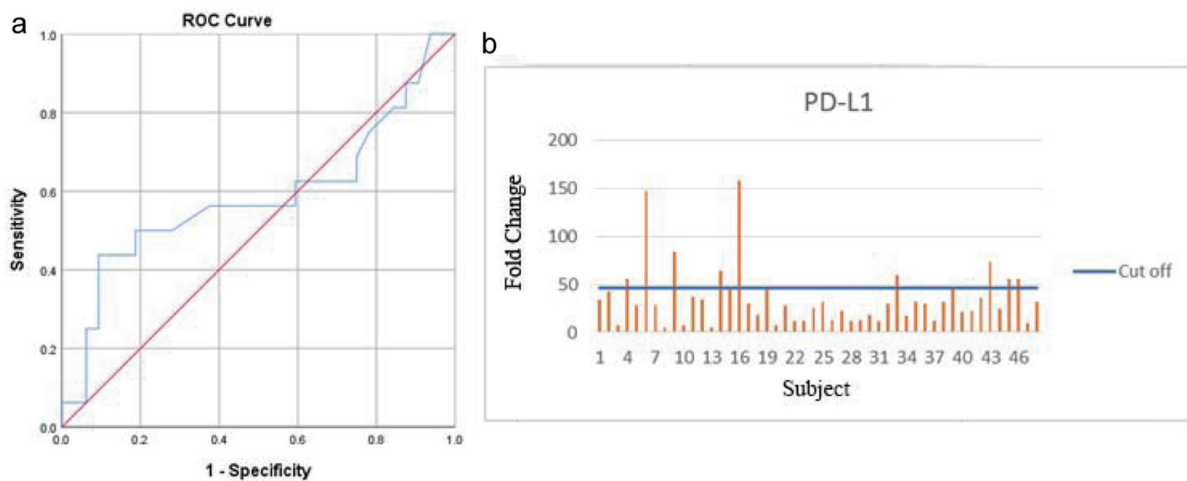 a
ROC Curve
1.0
0.8
0.6
0.4
0.2
0.0
0.0 0.2 0.4 0.6 0.8 1.0
Sensitivity
1 - Specificity
b
PD-L1
200
150
100
50
0
Fold Change
1 4 7 10 13 16 19 22 25 28 31 34 37 40 43 46
Subject
Cut off